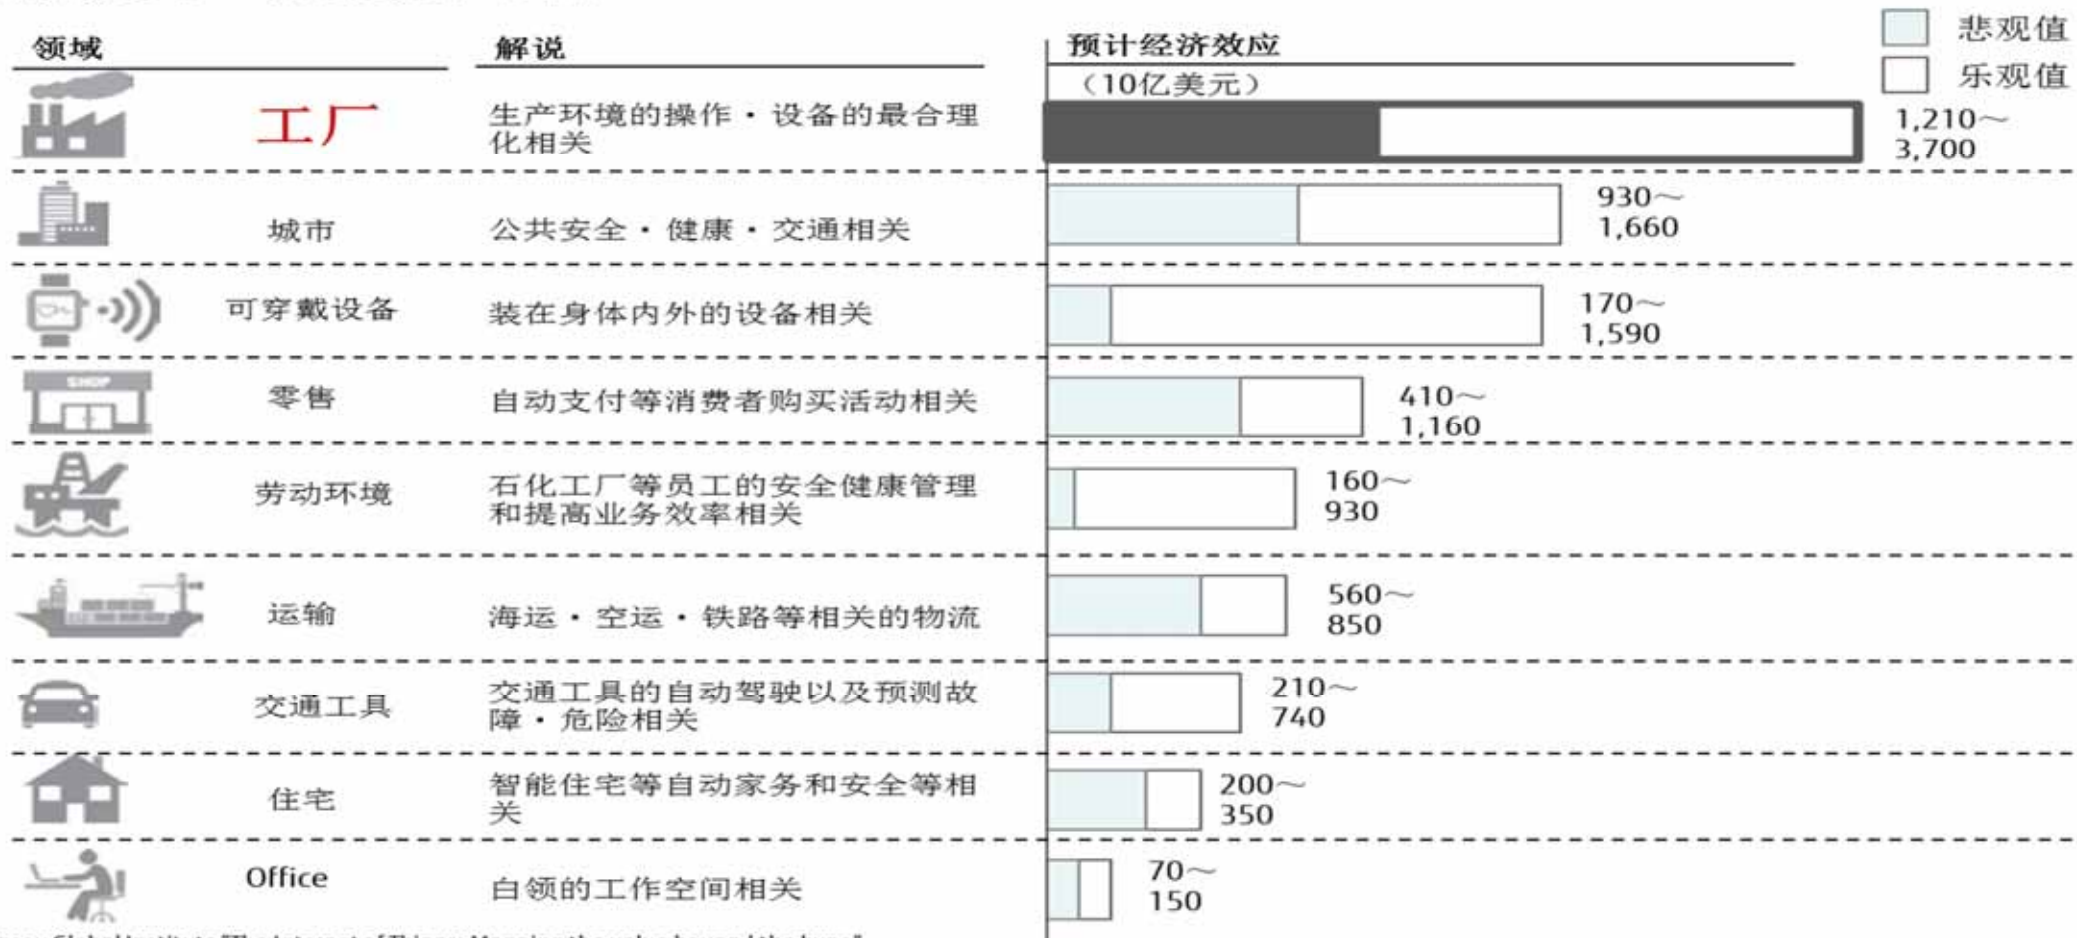 领域 解说 预计经济效应 悲观值
(10亿美元) 乐观值
工厂 生产环境的操作・设备的最合理
化相关
1,210～
3,700
城市 公共安全・健康・交通相关
930～
1,660
可穿戴设备 装在身体内外的设备相关
170～
1,590
SHOP
零售 自动支付等消费者购买活动相关
410～
1,160
劳动环境 石化工厂等员工的安全健康管理
和提高业务效率相关
160～
930
运输 海运・空运・铁路等相关的物流
560～
850
交通工具 交通工具的自动驾驶以及预测故
障・危险相关
210～
740
住宅 智能住宅等自动家务和安全等相
关
200～
350
Office 白领的工作空间相关
70～
150